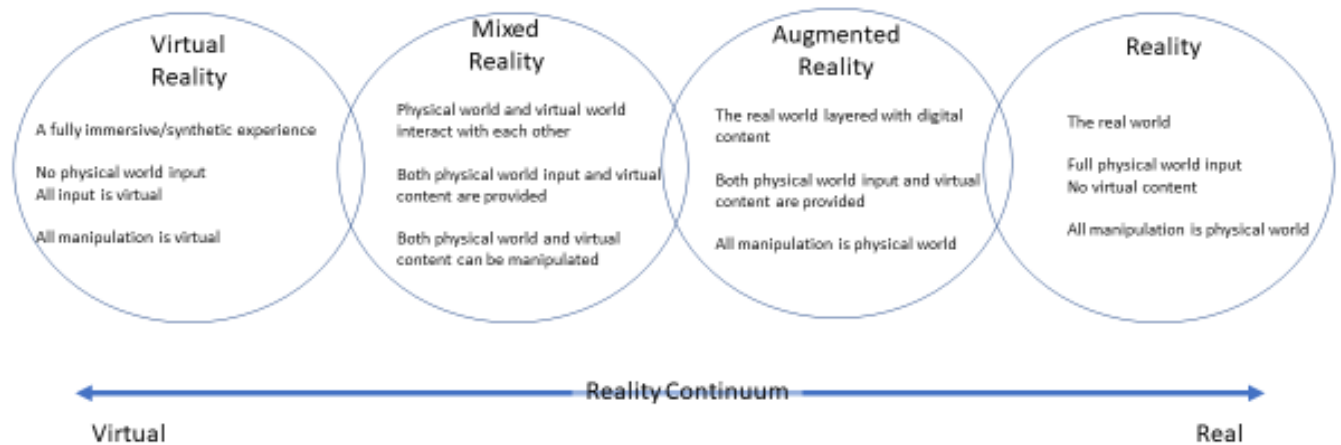 Virtual
Reality
A fully immersive/synthetic experience
No physical world input
All input is virtual
All manipulation is virtual
Mixed
Reality
Physical world and virtual world
interact with each other
Both physical world input and virtual
content are provided
Both physical world and virtual
content can be manipulated
Augmented
Reality
The real world layered with digital
content
Both physical world input and virtual
content are provided
All manipulation is physical world
Reality
The real world
Full physical world input
No virtual content
All manipulation is physical world
Reality Continuum
Virtual
Real